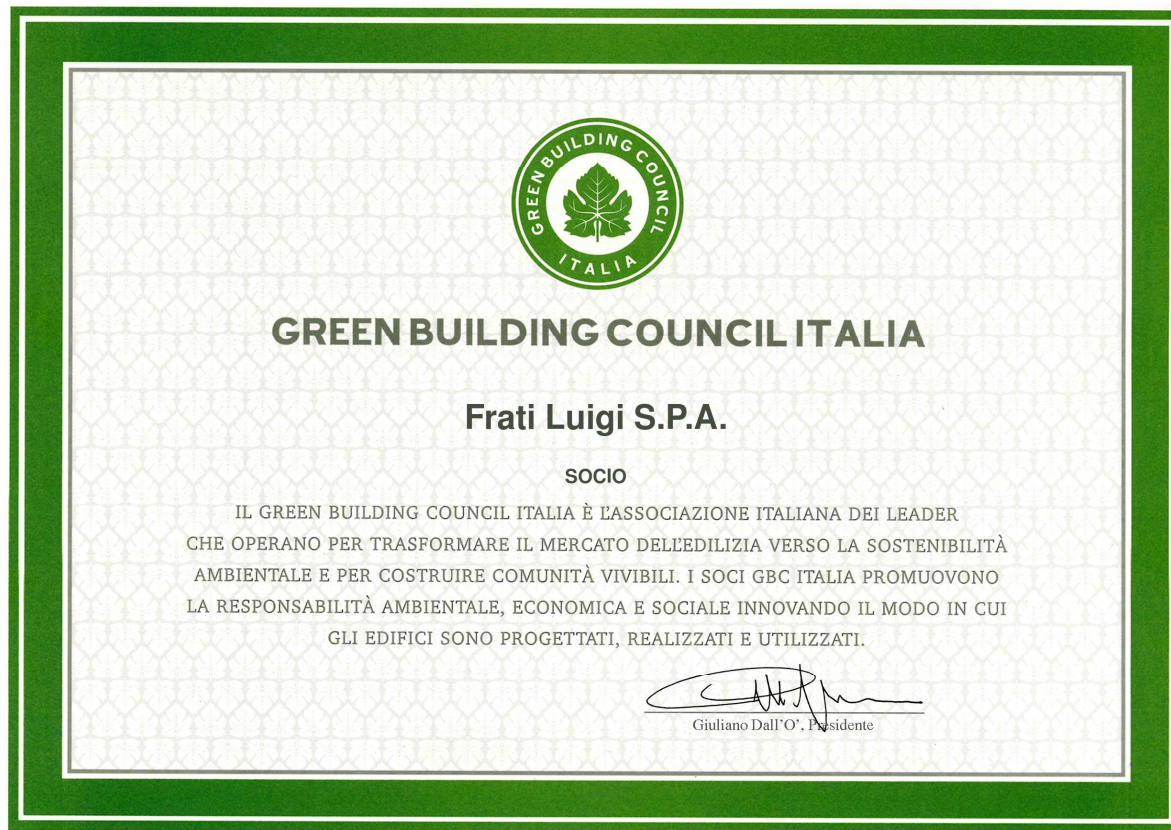 GREEN BUILDING COUNCIL
ITALIA
GREEN BUILDING COUNCIL ITALIA
Frati Luigi S.P.A.
SOCIO
IL GREEN BUILDING COUNCIL ITALIA È L'ASSOCIAZIONE ITALIANA DEI LEADER
CHE OPERANO PER TRASFORMARE IL MERCATO DELL'EDILIZIA VERSO LA SOSTENIBILITÀ
AMBIENTALE E PER COSTRUIRE COMUNITÀ VIVIBILI. I SOCI GBC ITALIA PROMUOVONO
LA RESPONSABILITÀ AMBIENTALE, ECONOMICA E SOCIALE INNOVANDO IL MODO IN CUI
GLI EDIFICI SONO PROGETTATI, REALIZZATI E UTILIZZATI.
Giuliano Dall'O', Presidente